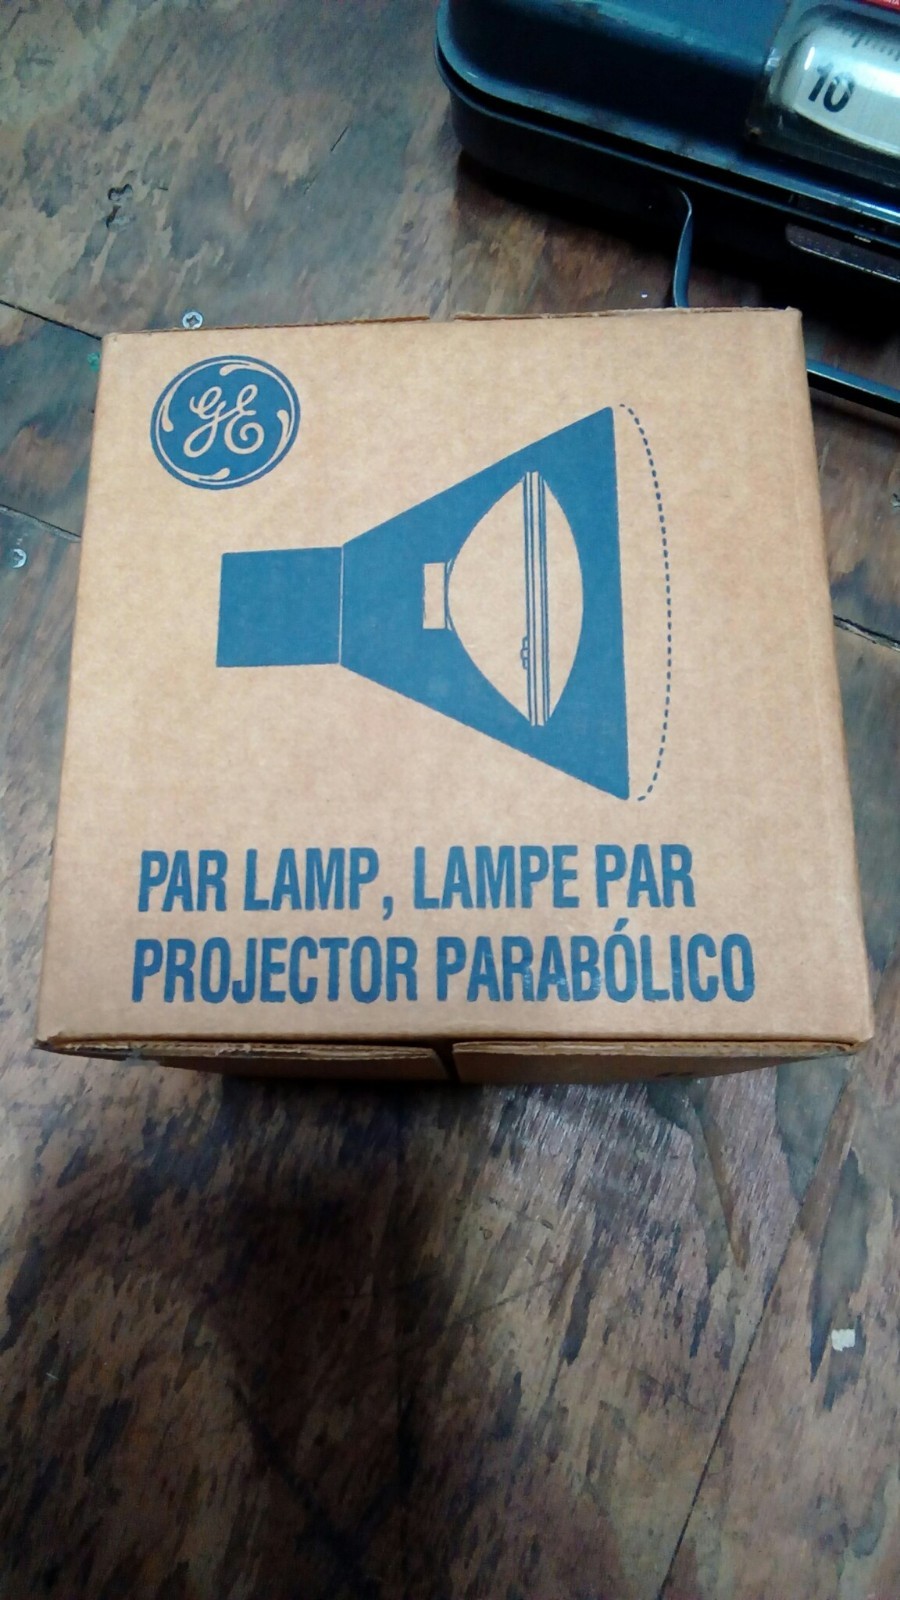 10
GE
PAR LAMP, LAMPE PAR
PROJECTOR PARABÓLICO